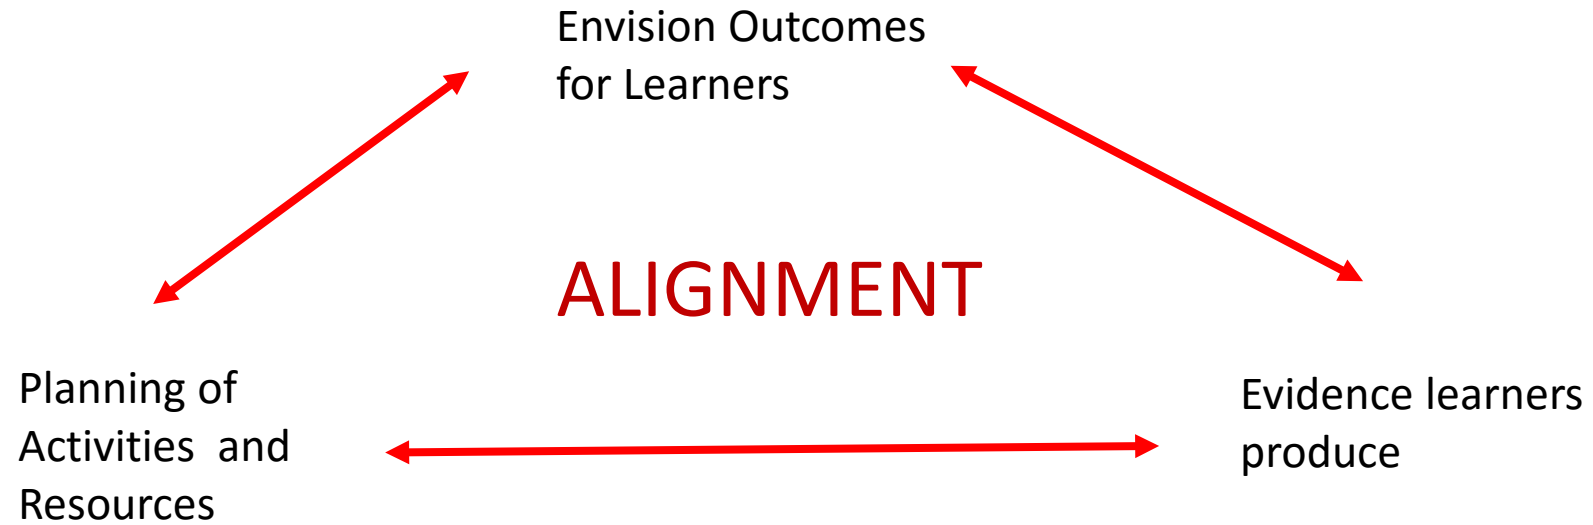 Envision Outcomes
for Learners
ALIGNMENT
Planning of
Activities  and
Resources
Evidence learners
produce